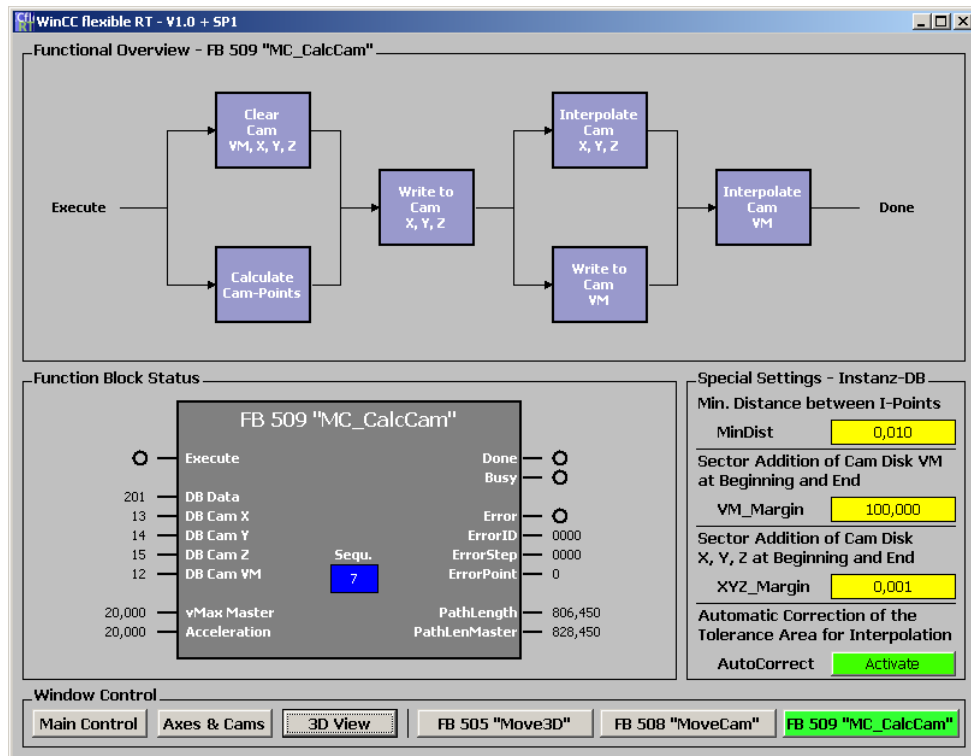 Cfl
RT
WinCC flexible RT - V1.0 + SP1
Functional Overview - FB 509 "MC_CalcCam"
Clear
Cam
VM, X, Y, Z
Interpolate
Cam
X, Y, Z
Execute
Write to
Cam
X, Y, Z
Interpolate
Cam
VM
Done
Calculate
Cam-Points
Write to
Cam
VM
Function Block Status
FB 509 "MC_CalcCam"
Execute
Done
Busy
201 DB Data
13 DB Cam X
Error
14 DB Cam Y
ErrorID 0000
15 DB Cam Z
Sequ.
ErrorStep 0000
12 DB Cam VM
7
ErrorPoint 0
20,000 vMax Master
PathLength 806,450
20,000 Acceleration
PathLenMaster 828,450
Special Settings - Instanz-DB
Min. Distance between I-Points
MinDist 0,010
Sector Addition of Cam Disk VM
at Beginning and End
VM_Margin 100,000
Sector Addition of Cam Disk
X, Y, Z at Beginning and End
XYZ_Margin 0,001
Automatic Correction of the
Tolerance Area for Interpolation
AutoCorrect Activate
Window Control
Main Control Axes & Cams 3D View FB 505 "Move3D" FB 508 "MoveCam" FB 509 "MC_CalcCam"